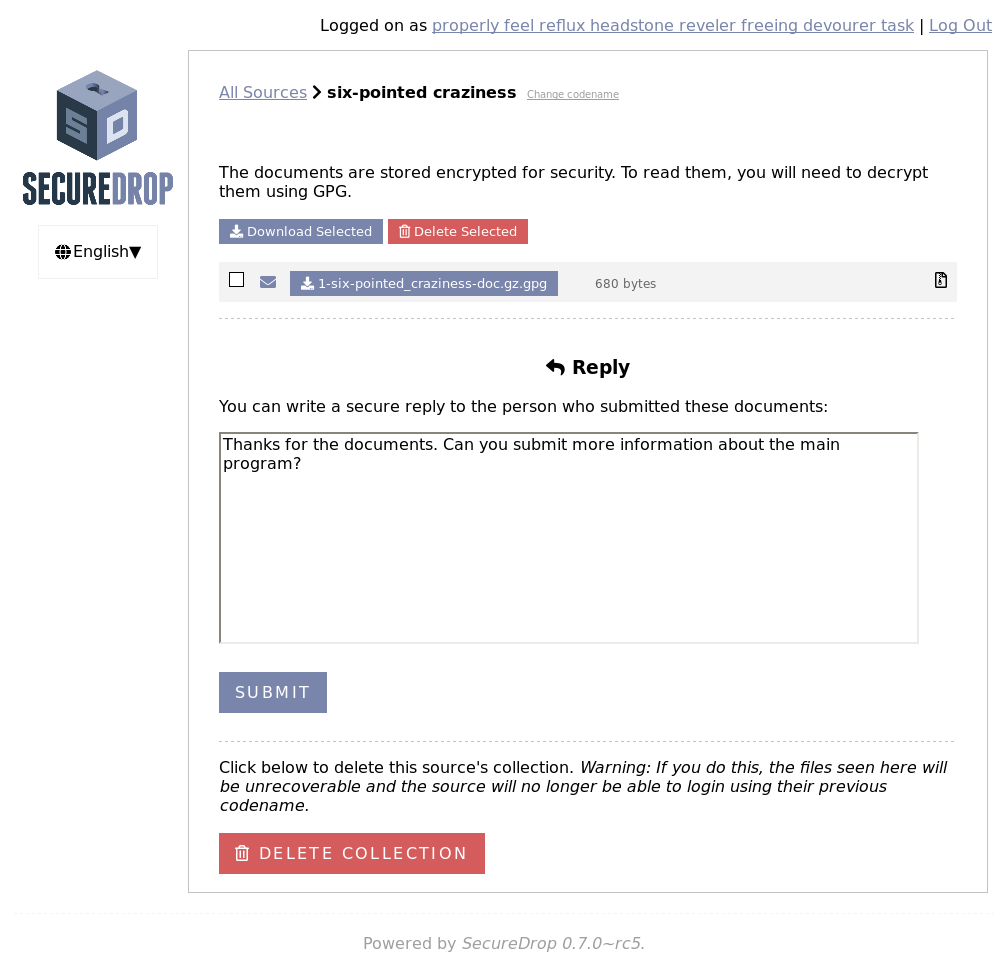 Logged on as properly feel reflux headstone reveler freeing devourer task | Log Out
SD
SECUREDROP
English▼
All Sources six-pointed craziness Change codename
The documents are stored encrypted for security. To read them, you will need to decrypt
them using GPG.
Download Selected Delete Selected
1-six-pointed_craziness-doc.gz.gpg 680 bytes
Reply
You can write a secure reply to the person who submitted these documents:
Thanks for the documents. Can you submit more information about the main
program?
SUBMIT
Click below to delete this source's collection. Warning: If you do this, the files seen here will
be unrecoverable and the source will no longer be able to login using their previous
codename.
DELETE COLLECTION
Powered by SecureDrop 0.7.0~rc5.